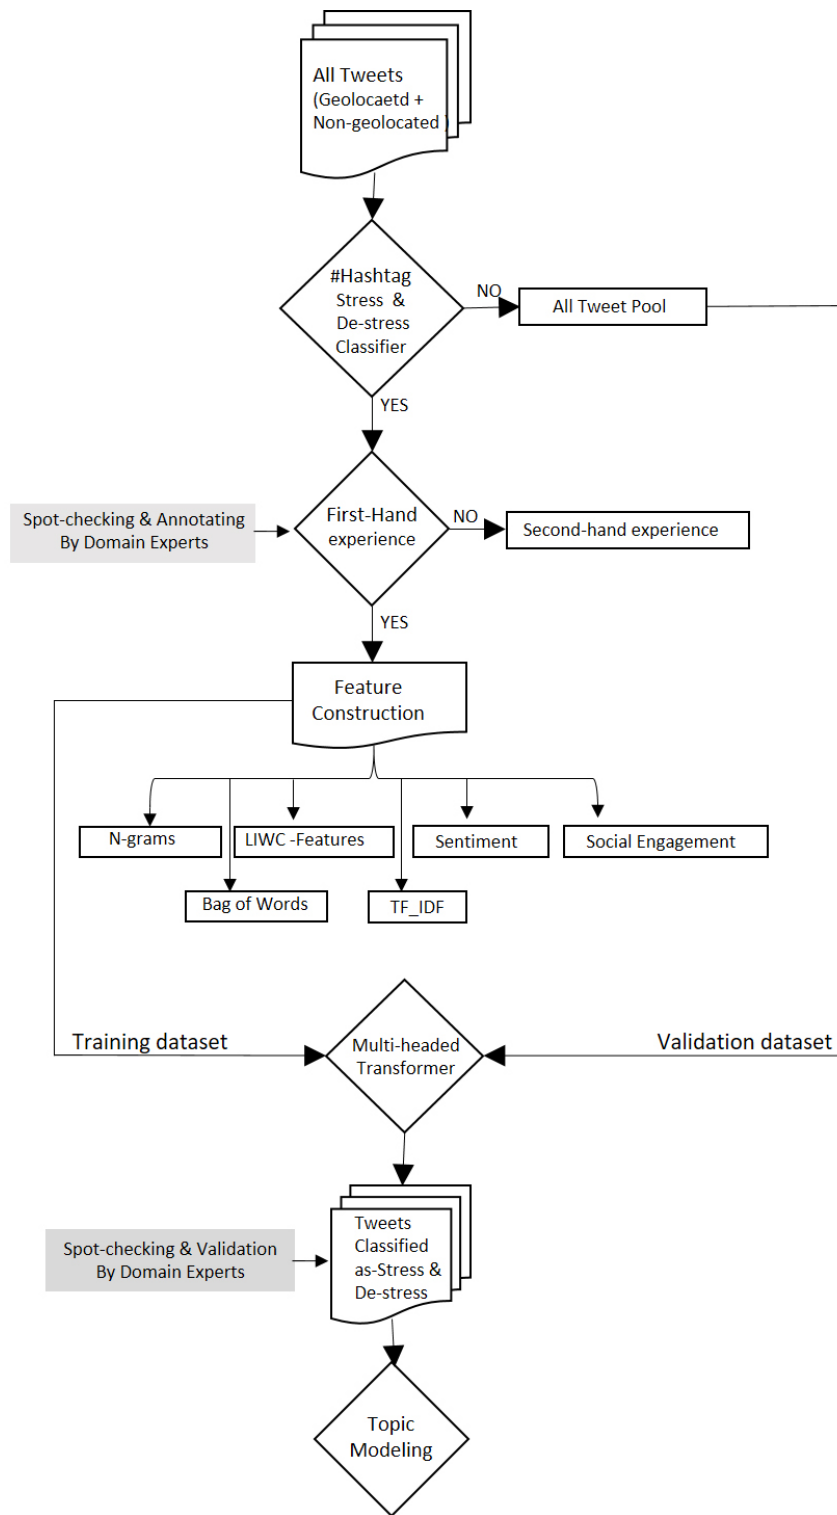 All Tweets
(Geolocaetd +
Non-geolocated )
#Hashtag
Stress &
De-stress
Classifier
NO
All Tweet Pool
YES
Spot-checking & Annotating
By Domain Experts
First-Hand
experience
NO
Second-hand experience
YES
Feature
Construction
N-grams
LIWC -Features
Sentiment
Social Engagement
Bag of Words
TF_IDF
Training dataset
Multi-headed
Transformer
Validation dataset
Spot-checking & Validation
By Domain Experts
Tweets
Classified
as-Stress &
De-stress
Topic
Modeling